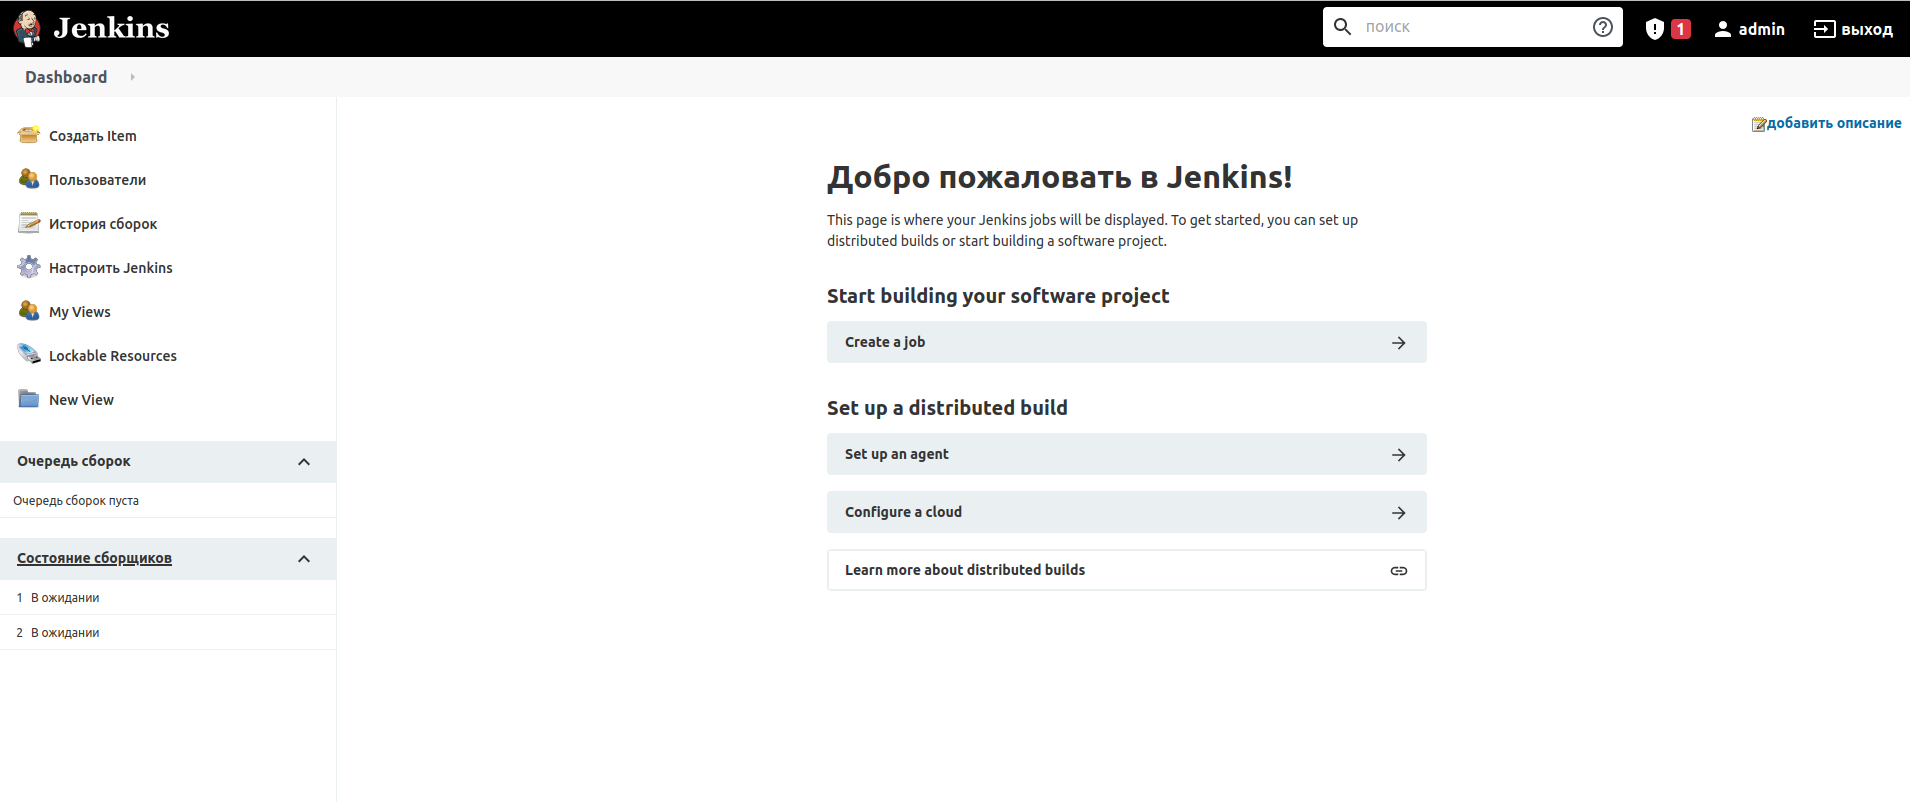 Jenkins
поиск
1
admin
выход
Dashboard
Создать Item
Пользователи
История сборок
Настроить Jenkins
My Views
Lockable Resources
New View
Очередь сборок
Очередь сборок пуста
Состояние сборщиков
1 В ожидании
2 В ожидании
добавить описание
Добро пожаловать в Jenkins!
This page is where your Jenkins jobs will be displayed. To get started, you can set up
distributed builds or start building a software project.
Start building your software project
Create a job
Set up a distributed build
Set up an agent
Configure a cloud
Learn more about distributed builds